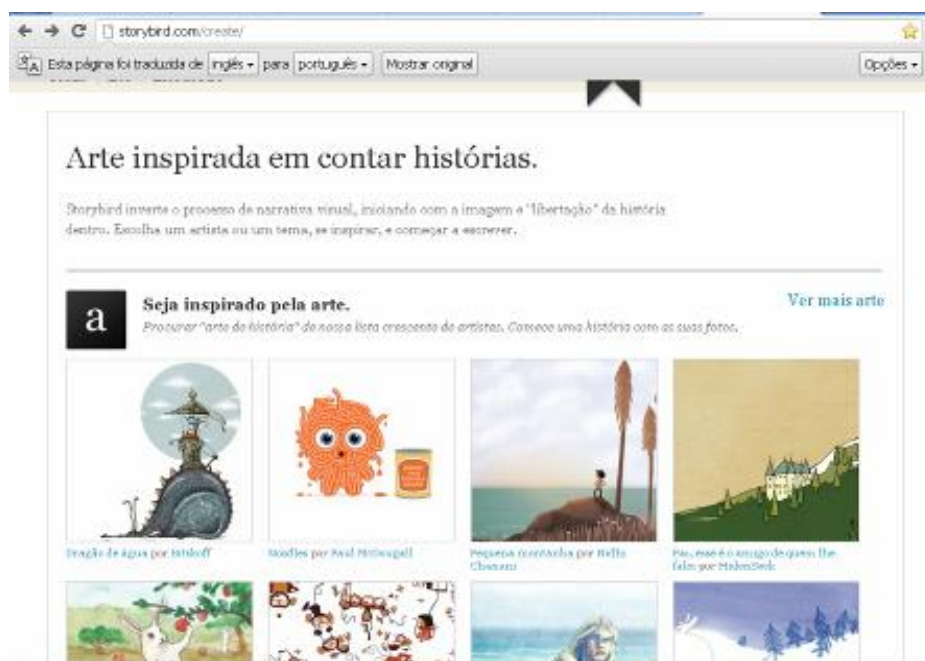 storybird.com/create/
Esta página foi traduzida de inglês para português Mostrar original Opções
Arte inspirada em contar histórias.
Storybird inverte o processo de narrativa visual, iniciando com a imagem e "libertação" da história
dentro. Escolha um artista ou um tema, se inspirar, e começar a escrever.
a
Seja inspirado pela arte.
Ver mais arte
Procurar "arte da história" de nossa lista crescente de artistas. Comece uma história com as suas fotos.
Dragão de água por
Noodles por Paul McDougall
Pequena montanha por
Pai, esse é o amigo de quem lhe
falei por HelenSeek